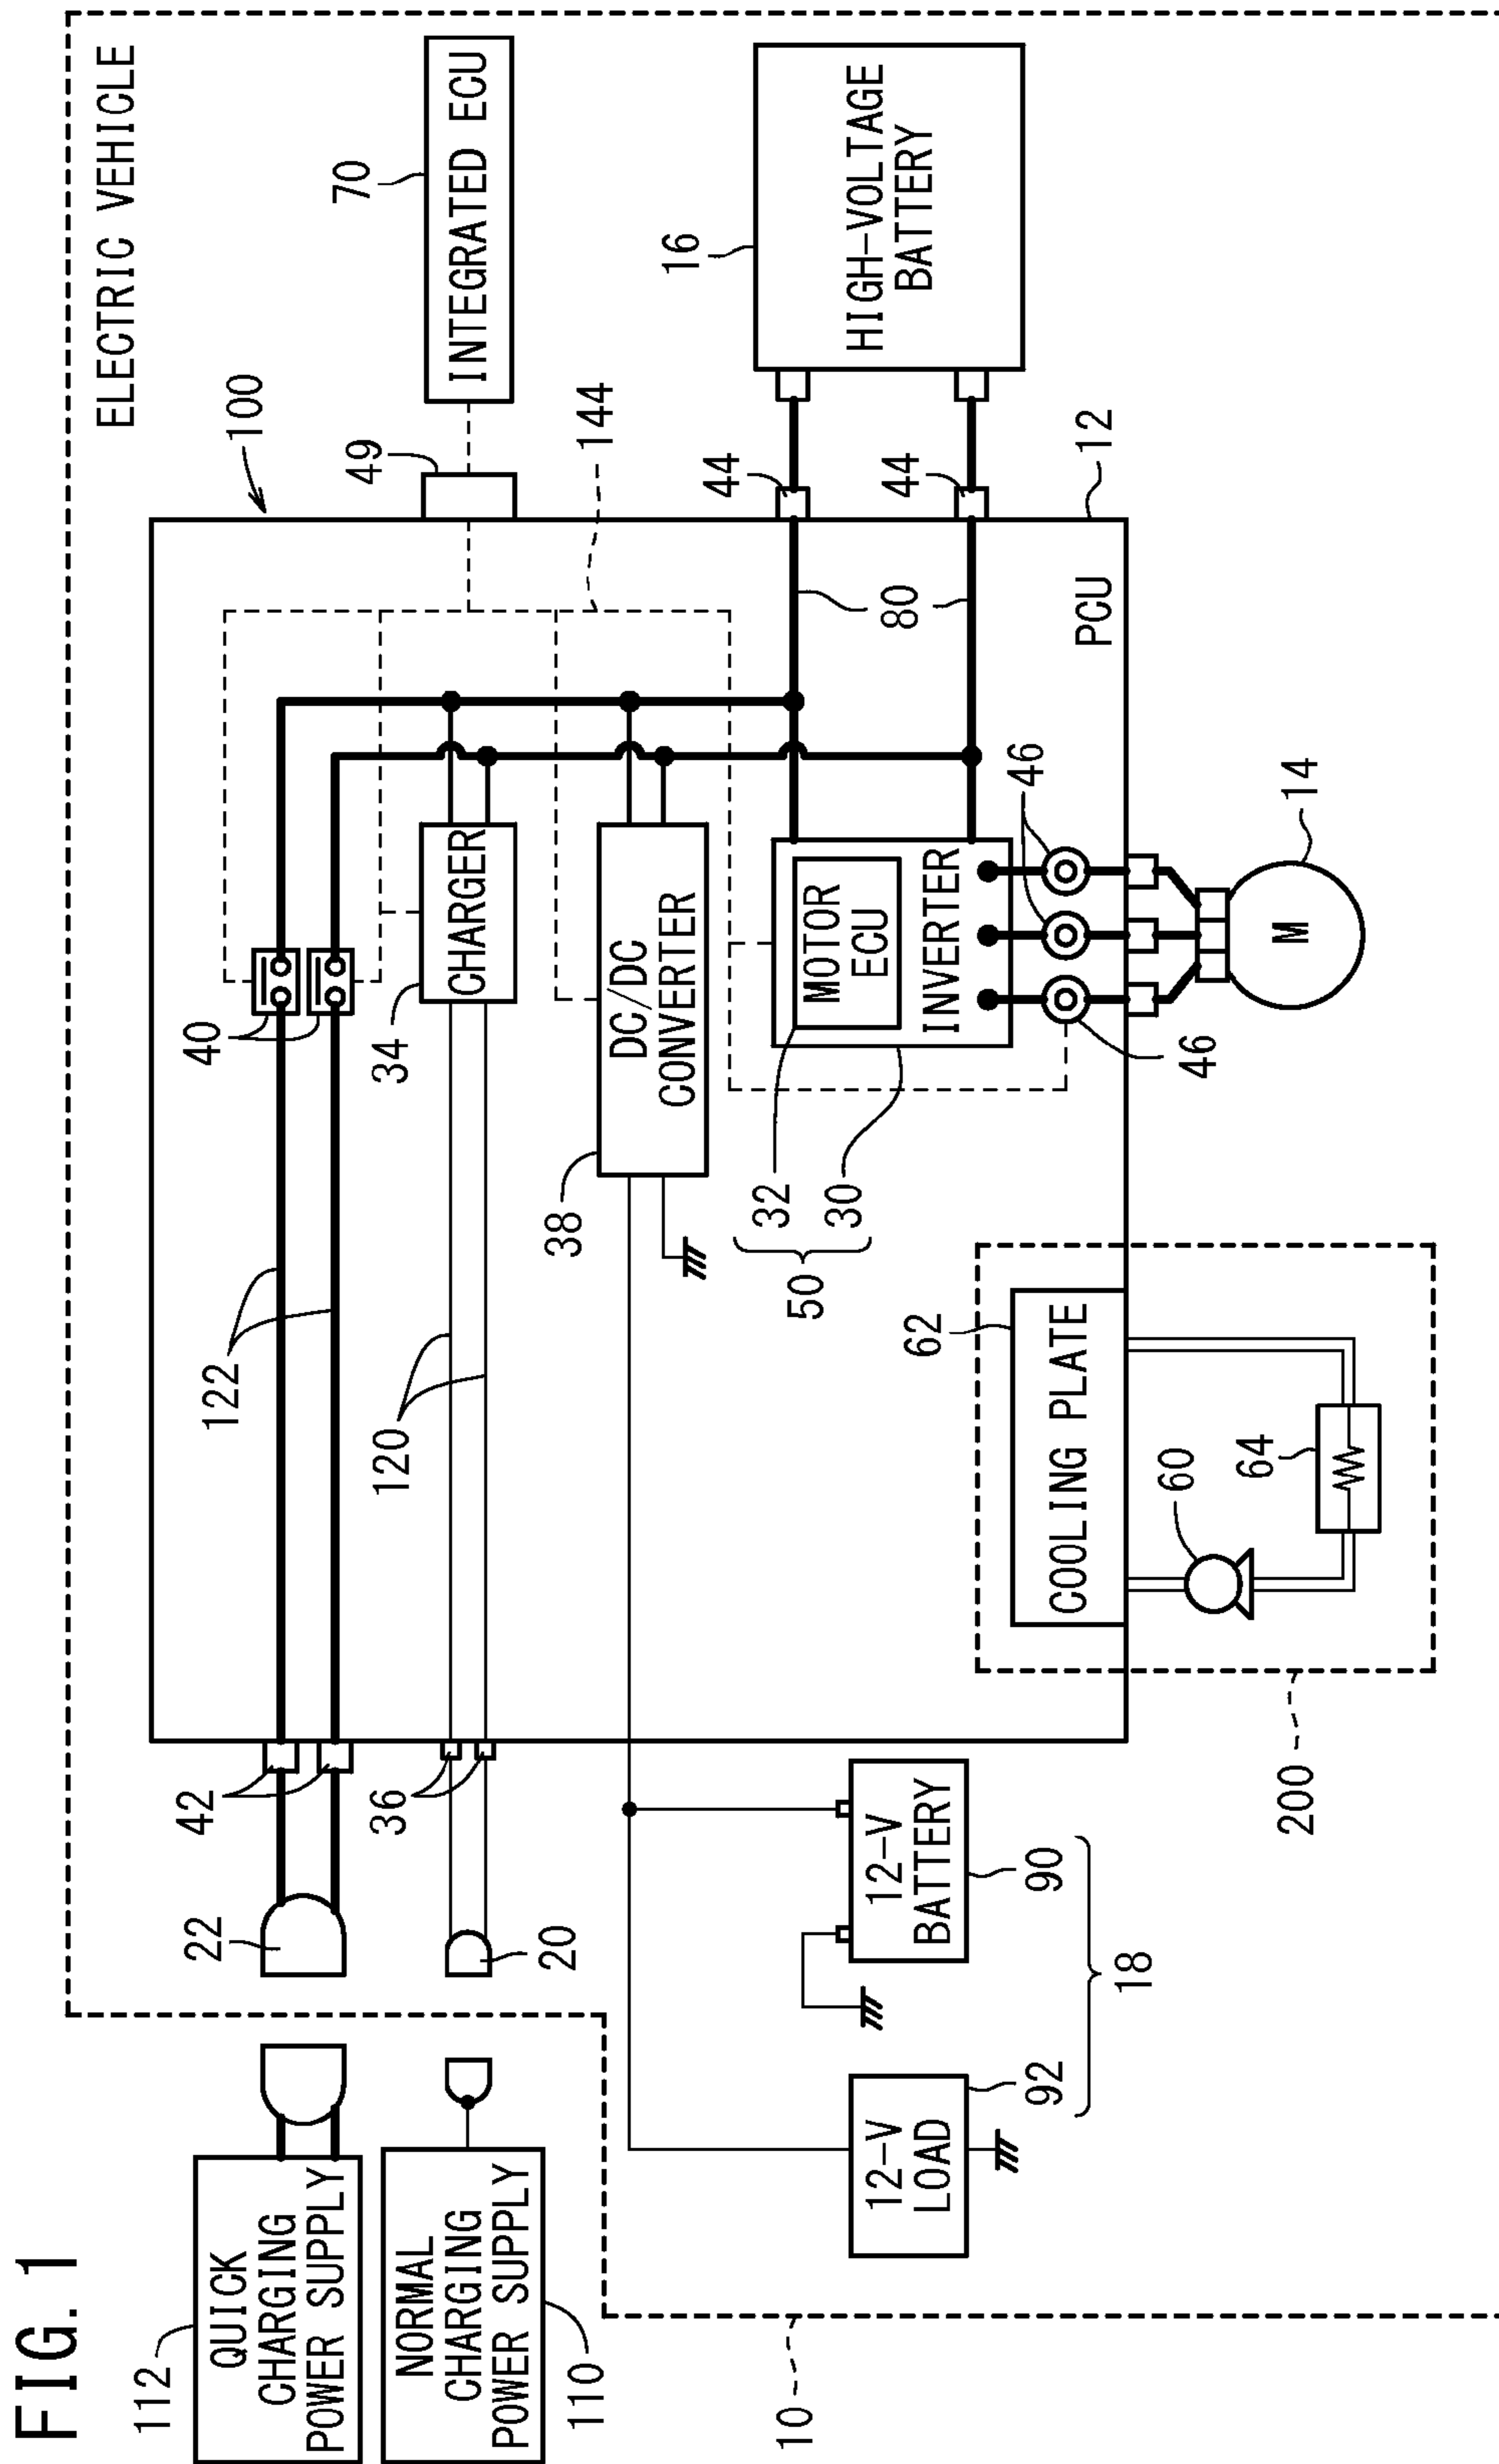 FIG. 1
ELECTRIC VEHICLE
100
112
QUICK
CHARGING
POWER SUPPLY
22
42
122
40
70
INTEGRATED ECU
49
NORMAL
CHARGING
POWER SUPPLY
110
20
36
120
34
CHARGER
144
38
DC/DC
CONVERTER
16
HIGH-VOLTAGE
BATTERY
44
44
80
10
12-V
LOAD
92
12-V
BATTERY
90
18
50
32
30
MOTOR
ECU
INVERTER
46
46
PCU
12
62
COOLING PLATE
60
64
200
M
14